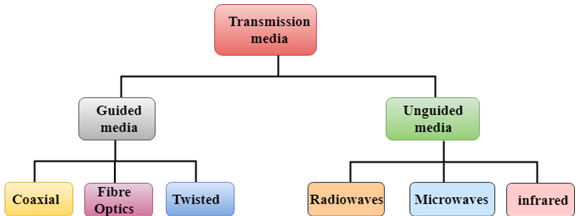 Transmission
media
Guided
media
Unguided
media
Coaxial
Fibre
Optics
Twisted
Radiowaves
Microwaves
infrared